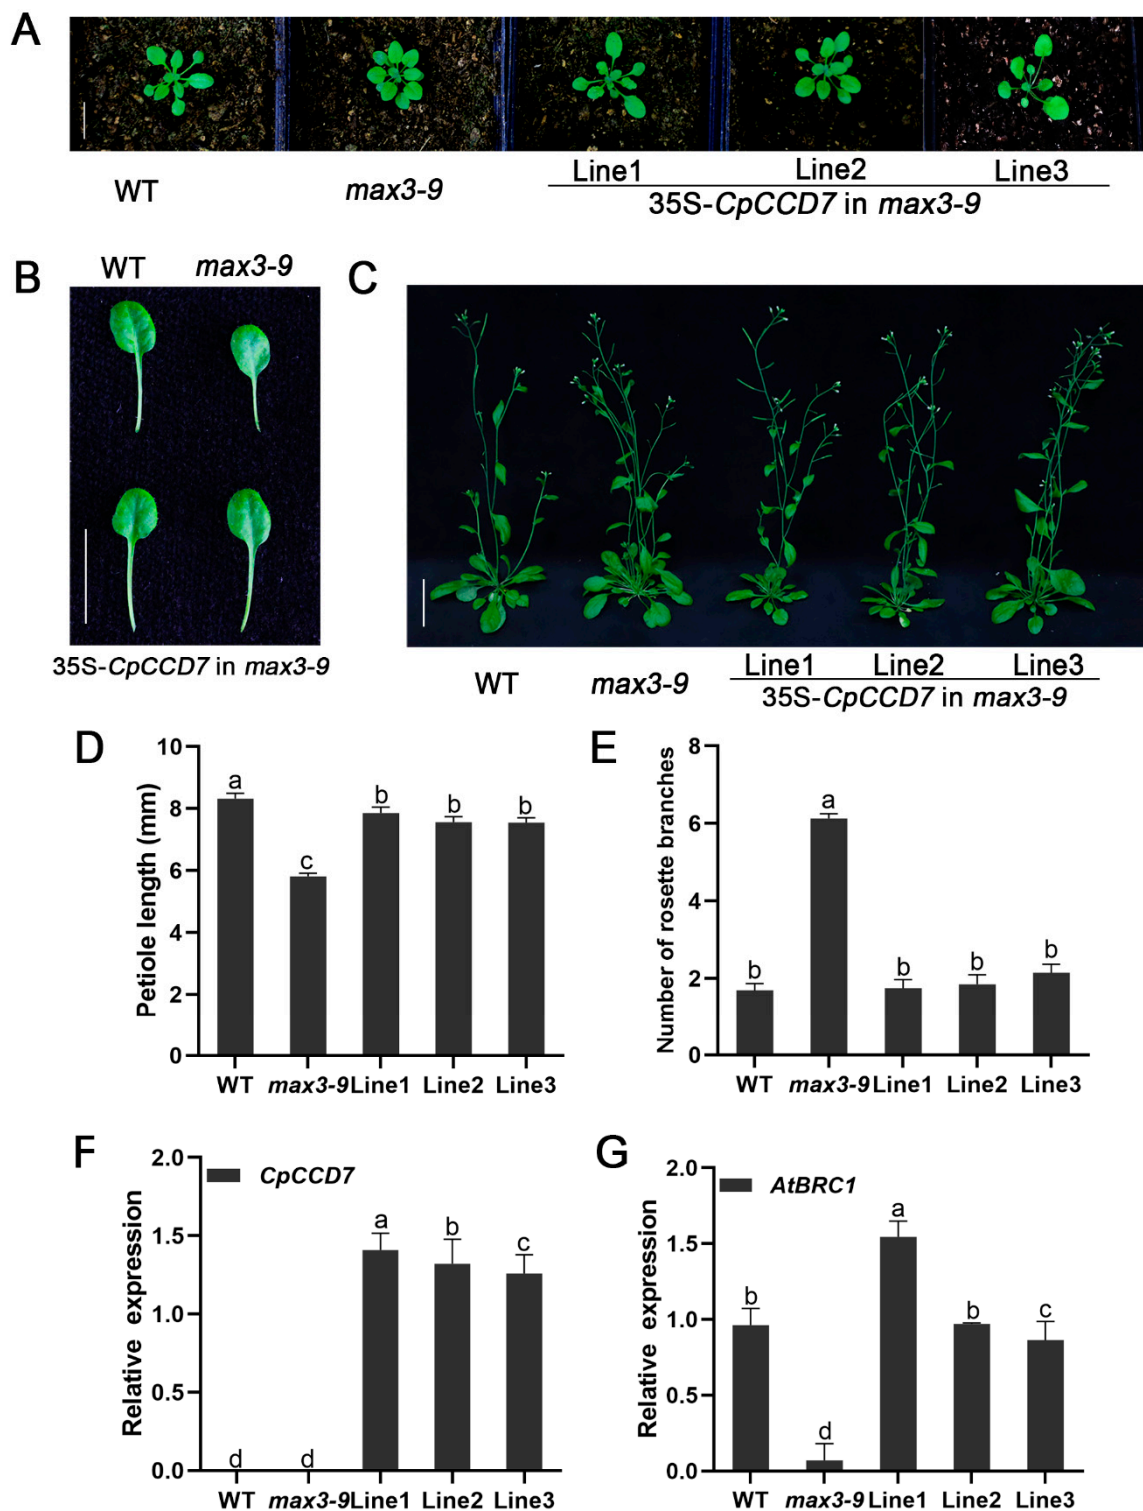 A
WT
max3-9
Line1
Line2
Line3
35S-CpCCD7 in max3-9
B
WT
max3-9
35S-CpCCD7 in max3-9
C
WT
max3-9
Line1
Line2
Line3
35S-CpCCD7 in max3-9
D
Petiole length (mm)
10
8
6
4
2
0
a
c
b
b
b
WT
max3-9
Line1
Line2
Line3
E
Number of rosette branches
8
6
4
2
0
b
a
b
b
b
WT
max3-9
Line1
Line2
Line3
F
Relative expression
2.0
1.5
1.0
0.5
0.0
CpCCD7
d
d
a
b
c
WT
max3-9
Line1
Line2
Line3
G
Relative expression
2.0
1.5
1.0
0.5
0.0
AtBRC1
b
d
a
b
c
WT
max3-9
Line1
Line2
Line3